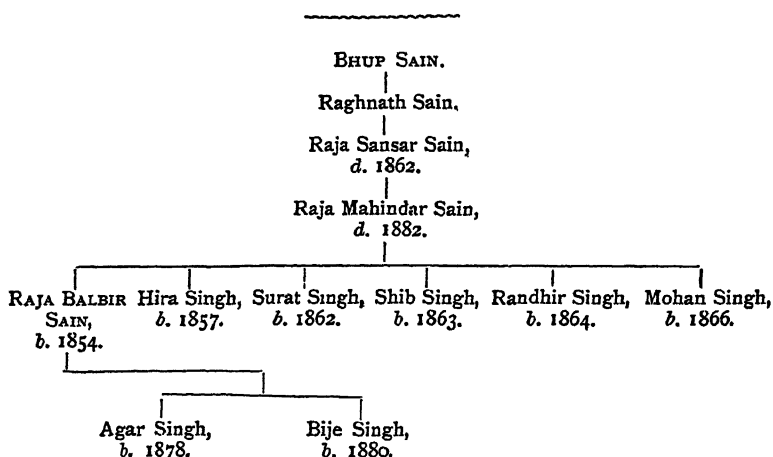 BHUP SAIN.
Raghnath Sain.
Raja Sansar Sain,
d. 1862.
Raja Mahindar Sain,
d. 1882.
RAJA BALBIR Hira Singh, Surat Singh, Shib Singh, Randhir Singh, Mohan Singh,
SAIN, b. 1857. b. 1862. b. 1863. b. 1864. b. 1866.
b. 1854.
Agar Singh, Bije Singh,
b. 1878. b. 1880.